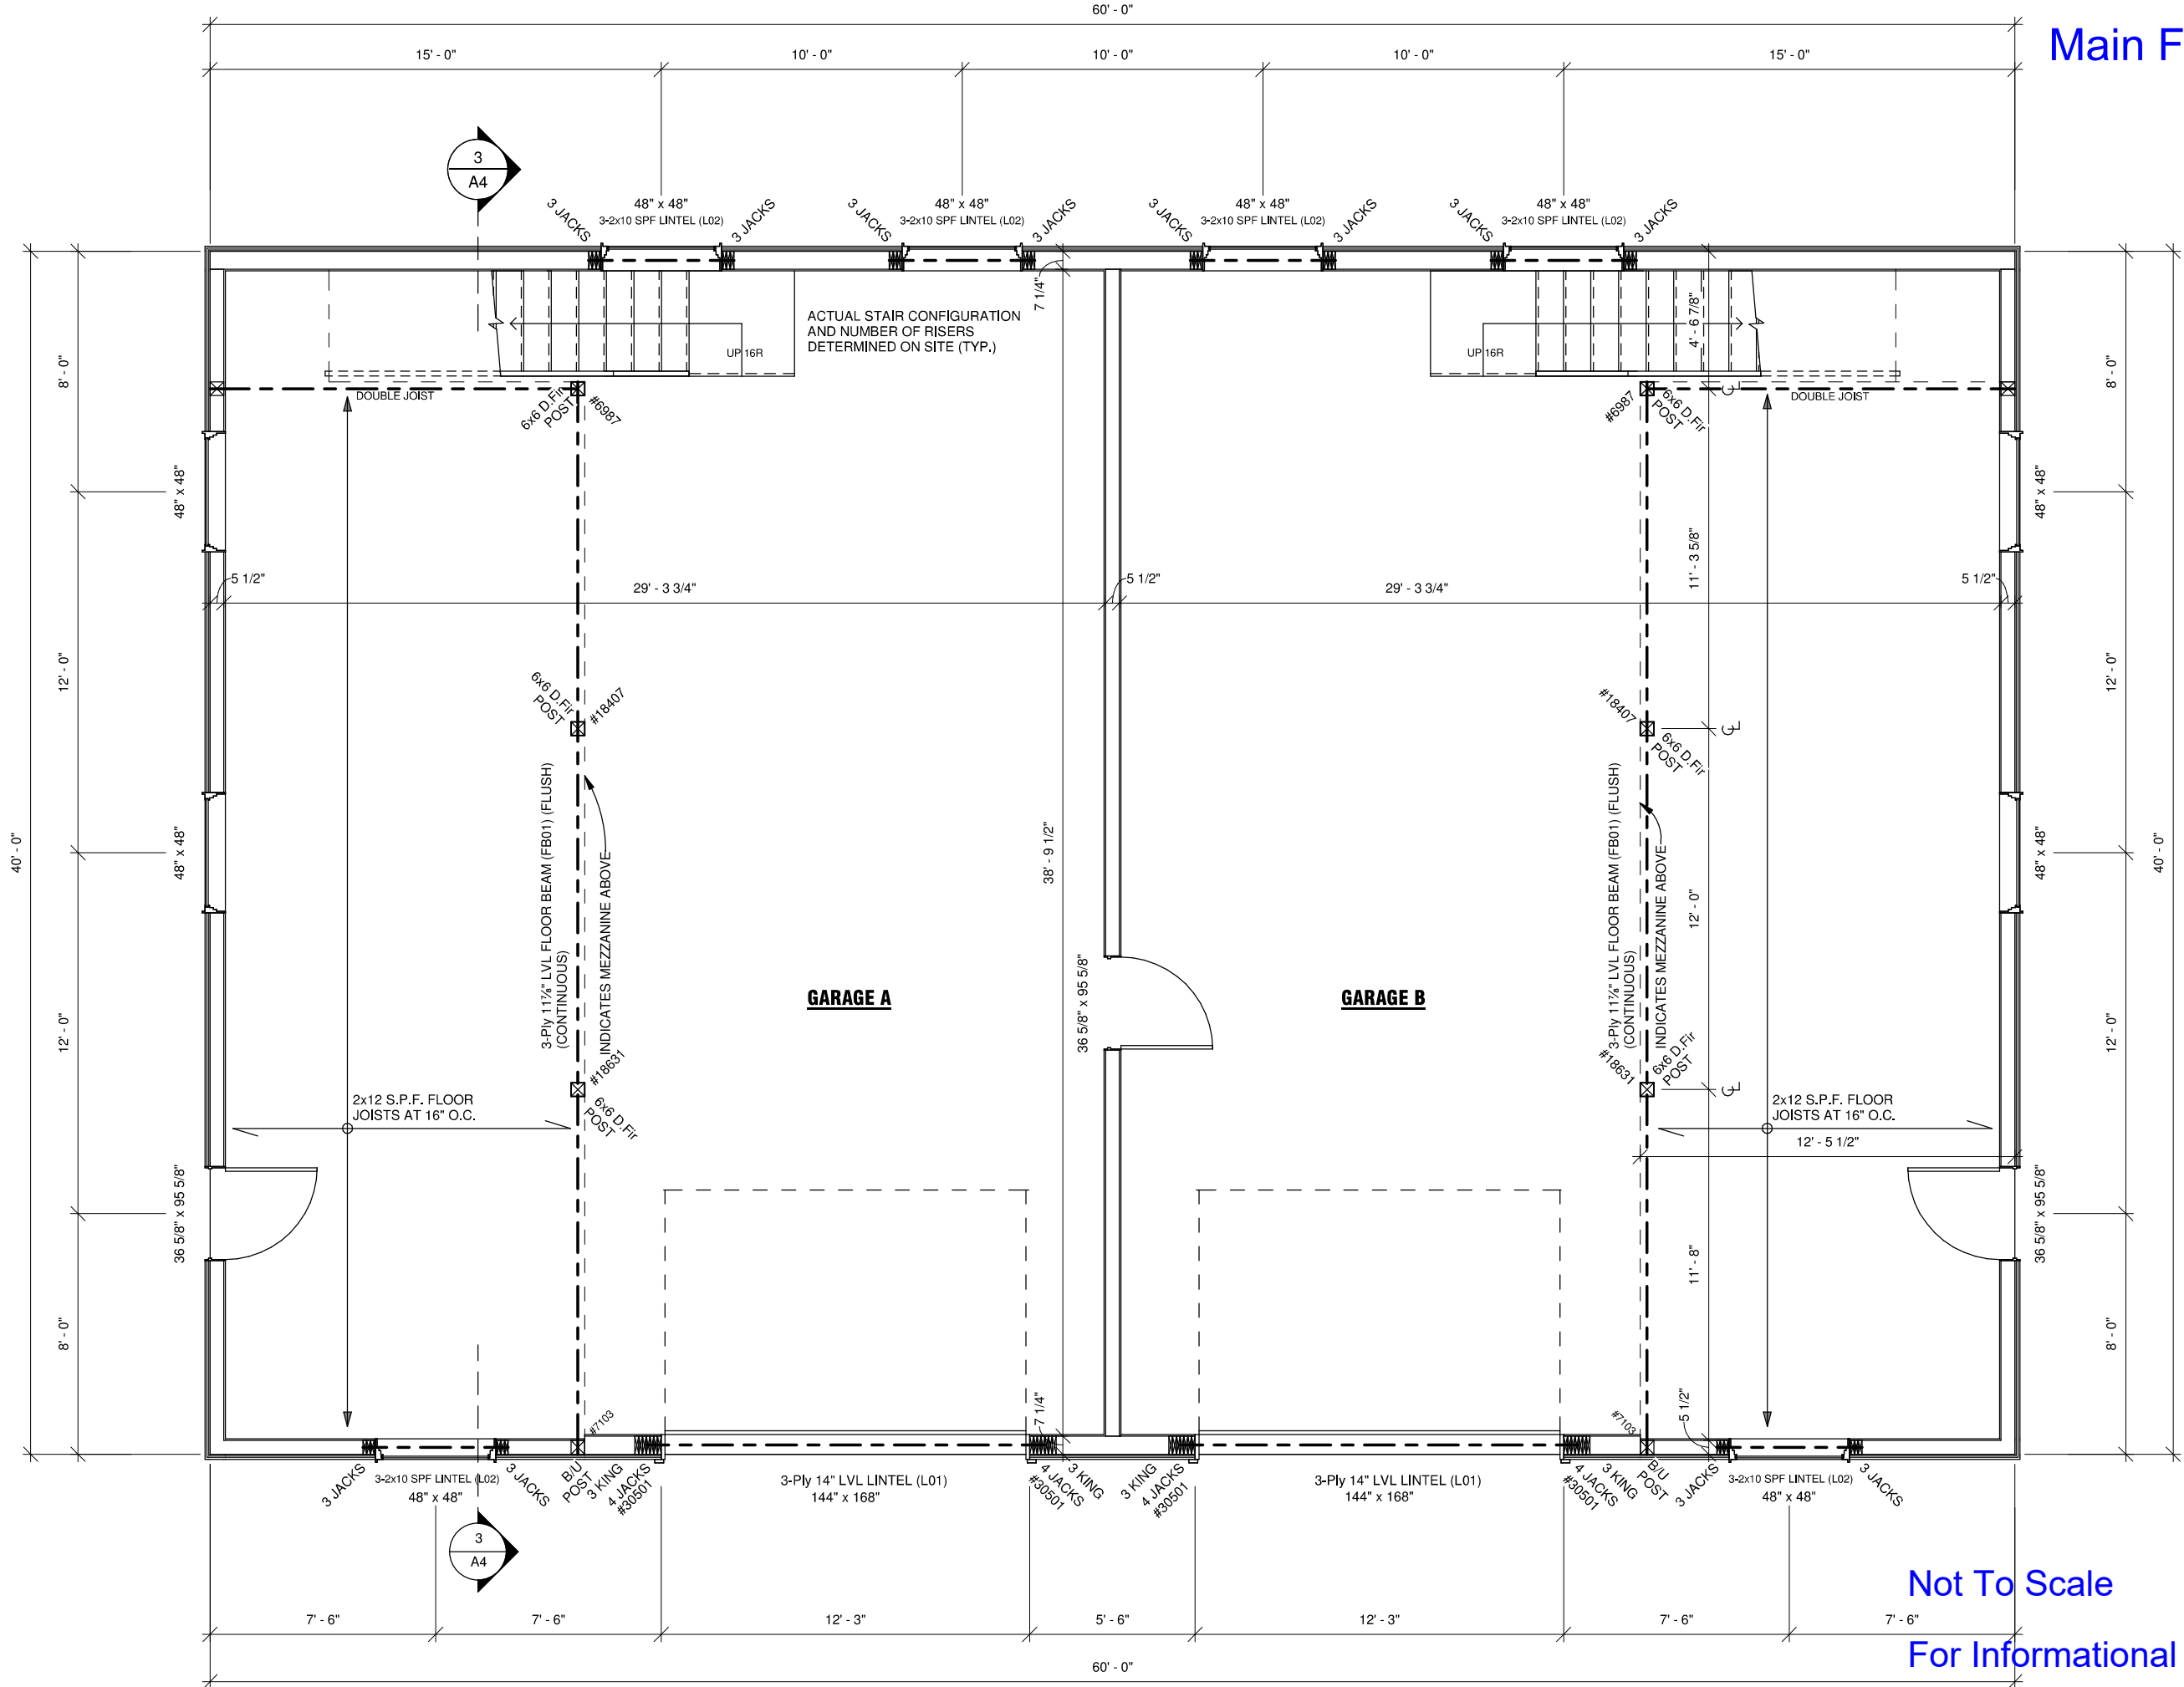 60' - 0"
Main F
15' - 0"
10' - 0"
10' - 0"
10' - 0"
15' - 0"
3
A4
3 JACKS
48" x 48"
3-2x10 SPF LINTEL (L02)
3 JACKS
3 JACKS
48" x 48"
3-2x10 SPF LINTEL (L02)
3 JACKS
3 JACKS
48" x 48"
3-2x10 SPF LINTEL (L02)
3 JACKS
3 JACKS
48" x 48"
3-2x10 SPF LINTEL (L02)
3 JACKS
7 1/4"
ACTUAL STAIR CONFIGURATION
AND NUMBER OF RISERS
DETERMINED ON SITE (TYP.)
UP 16R
UP 16R
4' - 6 7/8"
8' - 0"
8' - 0"
DOUBLE JOIST
6x6 D.Fir
POST
#6987
#6987
6x6 D.Fir
POST
DOUBLE JOIST
CL
48" x 48"
48" x 48"
11' - 3 5/8"
5 1/2"
29' - 3 3/4"
5 1/2"
29' - 3 3/4"
5 1/2"
12' - 0"
12' - 0"
6x6 D.Fir
POST
#18407
#18407
6x6 D.Fir
POST
CL
40' - 0"
48" x 48"
3-Ply 11⅞" LVL FLOOR BEAM (FB01) (FLUSH)
(CONTINUOUS)
INDICATES MEZZANINE ABOVE
38' - 9 1/2"
3-Ply 11⅞" LVL FLOOR BEAM (FB01) (FLUSH)
(CONTINUOUS)
INDICATES MEZZANINE ABOVE
12' - 0"
48" x 48"
40' - 0"
GARAGE A
36 5/8" x 95 5/8"
GARAGE B
12' - 0"
12' - 0"
#18631
6x6 D.Fir
POST
#18631
6x6 D.Fir
POST
CL
2x12 S.P.F. FLOOR
JOISTS AT 16" O.C.
2x12 S.P.F. FLOOR
JOISTS AT 16" O.C.
12' - 5 1/2"
36 5/8" x 95 5/8"
36 5/8" x 95 5/8"
11' - 8"
8' - 0"
8' - 0"
#7103
7 1/4"
#7103
5 1/2"
3 JACKS
3-2x10 SPF LINTEL (L02)
48" x 48"
3 JACKS
B/U
POST
3 KING
4 JACKS
#30501
3-Ply 14" LVL LINTEL (L01)
144" x 168"
4 JACKS
#30501
3 KING
3 KING
4 JACKS
#30501
3-Ply 14" LVL LINTEL (L01)
144" x 168"
4 JACKS
#30501
3 KING
B/U
POST
3 JACKS
3-2x10 SPF LINTEL (L02)
48" x 48"
3 JACKS
3
A4
Not To Scale
7' - 6"
7' - 6"
12' - 3"
5' - 6"
12' - 3"
7' - 6"
7' - 6"
For Informational
60' - 0"